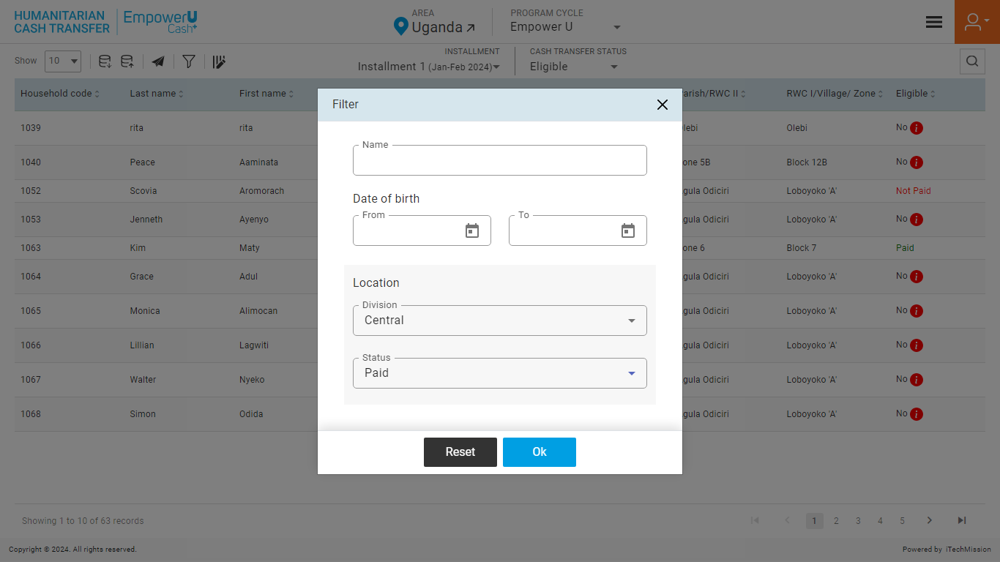 HUMANITARIAN
CASH TRANSFER
EmpowerU
Cash+
AREA
Uganda
PROGRAM CYCLE
Empower U
Show 10
INSTALLMENT
Installment 1 (Jan-Feb 2024)
CASH TRANSFER STATUS
Eligible
Household code Last name First name arish/RWC II RWC I/Village/ Zone Eligible
1039 rita rita lebi Olebi No i
1040 Peace Aaminata one 5B Block 12B No i
1052 Scovia Aromorach gula Odiciri Loboyoko 'A' Not Paid
1053 Jenneth Ayenyo gula Odiciri Loboyoko 'A' No i
1063 Kim Maty one 6 Block 7 Paid
1064 Grace Adul gula Odiciri Loboyoko 'A' No i
1065 Monica Alimocan gula Odiciri Loboyoko 'A' No i
1066 Lillian Lagwiti gula Odiciri Loboyoko 'A' No i
1067 Walter Nyeko gula Odiciri Loboyoko 'A' No i
1068 Simon Odida gula Odiciri Loboyoko 'A' No i
Filter
Name
Date of birth
From To
Location
Division
Central
Status
Paid
Reset Ok
Showing 1 to 10 of 63 records
1 2 3 4 5
Copyright © 2024. All rights reserved.
Powered by iTechMission